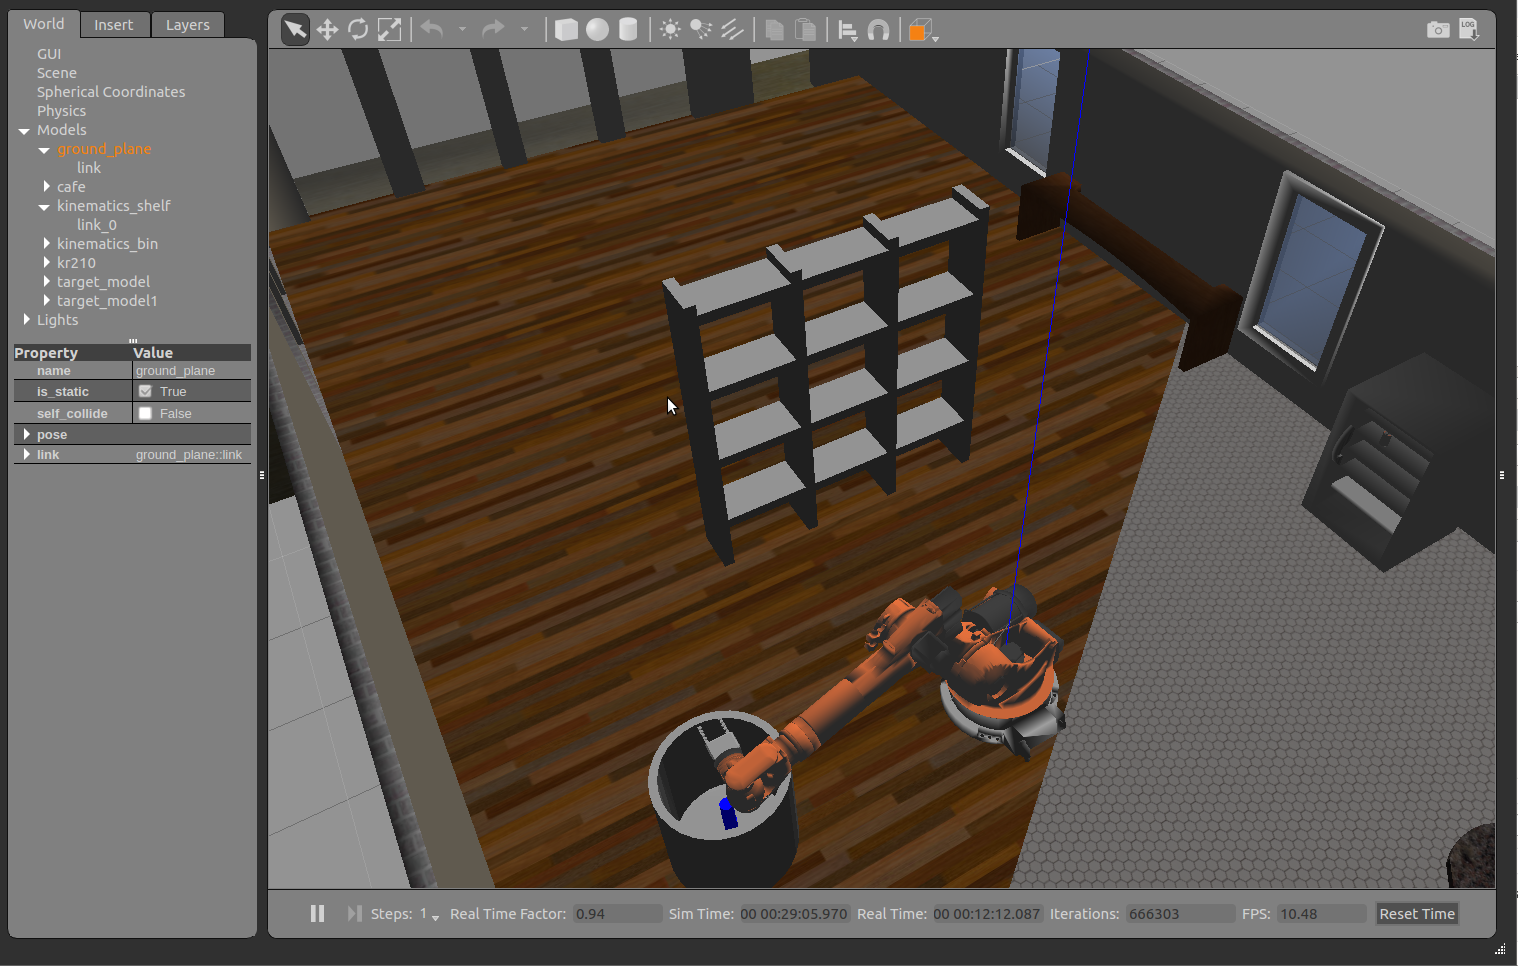 World Insert Layers
LOG
GUI
Scene
Spherical Coordinates
Physics
Models
ground_plane
link
cafe
kinematics_shelf
link_0
kinematics_bin
kr210
target_model
target_model1
Lights
Property Value
name ground_plane
is_static True
self_collide False
pose
link ground_plane::link
Steps: 1 Real Time Factor: 0.94 Sim Time: 00 00:29:05.970 Real Time: 00 00:12:12.087 Iterations: 666303 FPS: 10.48 Reset Time